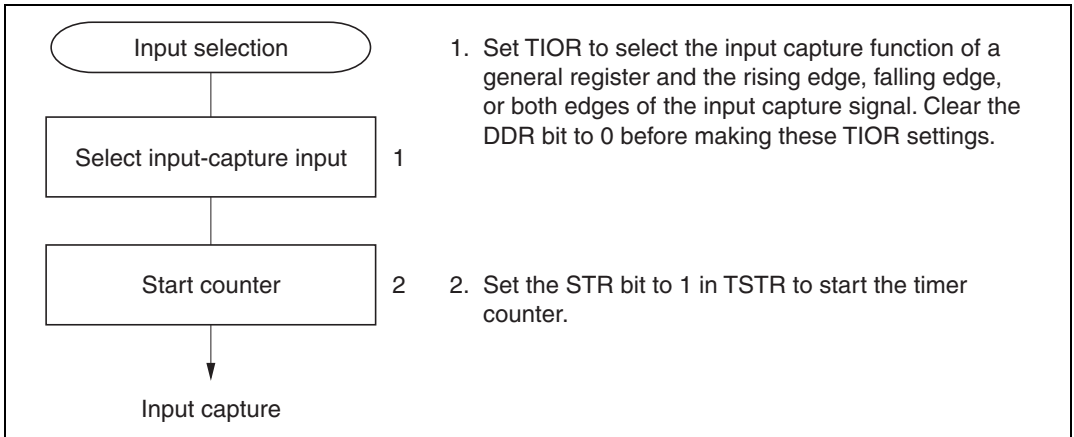 Input selection
Select input-capture input 1
Start counter 2
Input capture
1. Set TIOR to select the input capture function of a
general register and the rising edge, falling edge,
or both edges of the input capture signal. Clear the
DDR bit to 0 before making these TIOR settings.
2. Set the STR bit to 1 in TSTR to start the timer
counter.